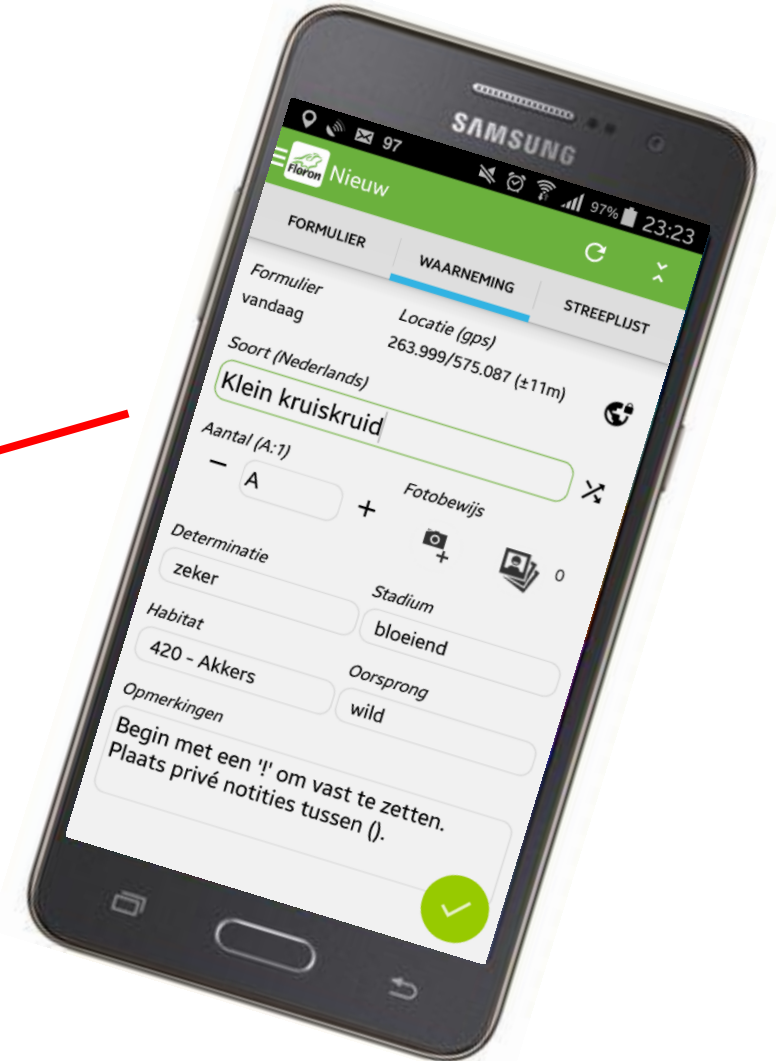 SAMSUNG
97
97% 23:23
Floron
Nieuw
FORMULIER
WAARNEMING
STREEPLIJST
Formulier
vandaag
Locatie (gps)
263.999/575.087 (±11m)
Soort (Nederlands)
Klein kruiskruid
Aantal (A:1)
− A +
Fotobewijs
0
Determinatie
zeker
Stadium
bloeiend
Habitat
420 - Akkers
Oorsprong
wild
Opmerkingen
Begin met een '!' om vast te zetten.
Plaats privé notities tussen ().